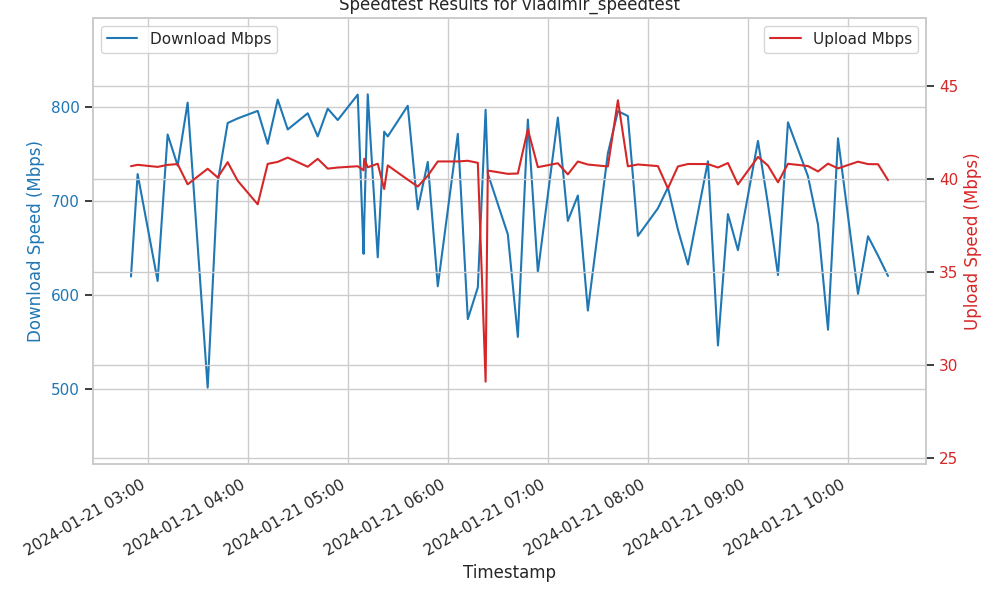 Speedtest Results for vladimir_speedtest
Download Mbps
Upload Mbps
Download Speed (Mbps)
800
700
600
500
45
40
35
30
25
Upload Speed (Mbps)
2024-01-21 03:00
2024-01-21 04:00
2024-01-21 05:00
2024-01-21 06:00
2024-01-21 07:00
2024-01-21 08:00
2024-01-21 09:00
2024-01-21 10:00
Timestamp